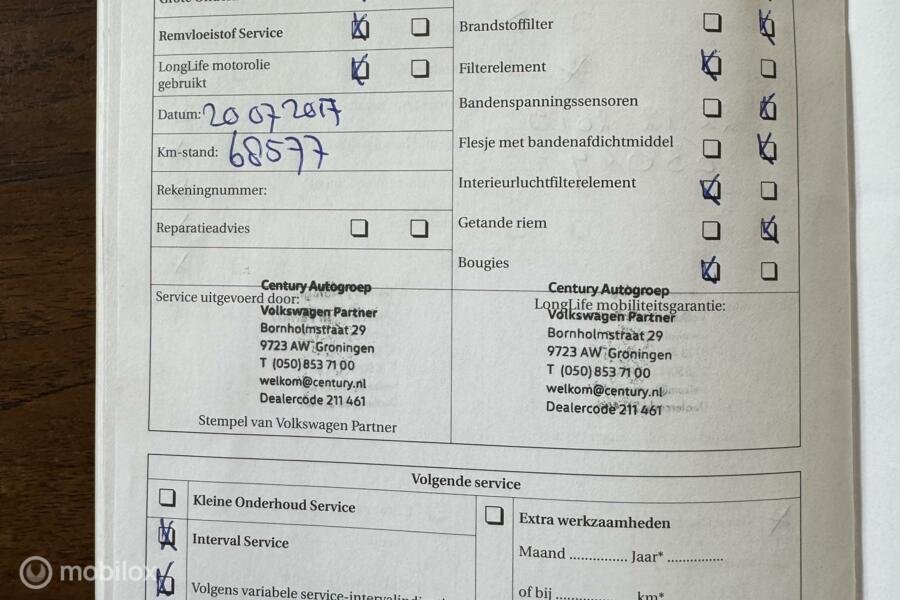 Remvloeistof Service
LongLife motorolie
gebruikt
Datum: 20 07 2017
Km-stand: 68577
Rekeningnummer:
Reparatieadvies
Brandstoffilter
Filterelement
Bandenspanningssensoren
Flesje met bandenafdichtmiddel
Interieurluchtfilterelement
Getande riem
Bougies
Service uitgevoerd door:
Century Autogroep
Volkswagen Partner
Bornholmstraat 29
9723 AW Groningen
T (050) 853 71 00
welkom@century.nl
Dealercode 211 461
Stempel van Volkswagen Partner
LongLife mobiliteitsgarantie:
Century Autogroep
Volkswagen Partner
Bornholmstraat 29
9723 AW Groningen
T (050) 853 71 00
welkom@century.nl
Dealercode 211 461
Volgende service
Kleine Onderhoud Service
Interval Service
Volgens variabele
Extra werkzaamheden
Maand .............. Jaar* ..............
of bij .................... km*
mobilox